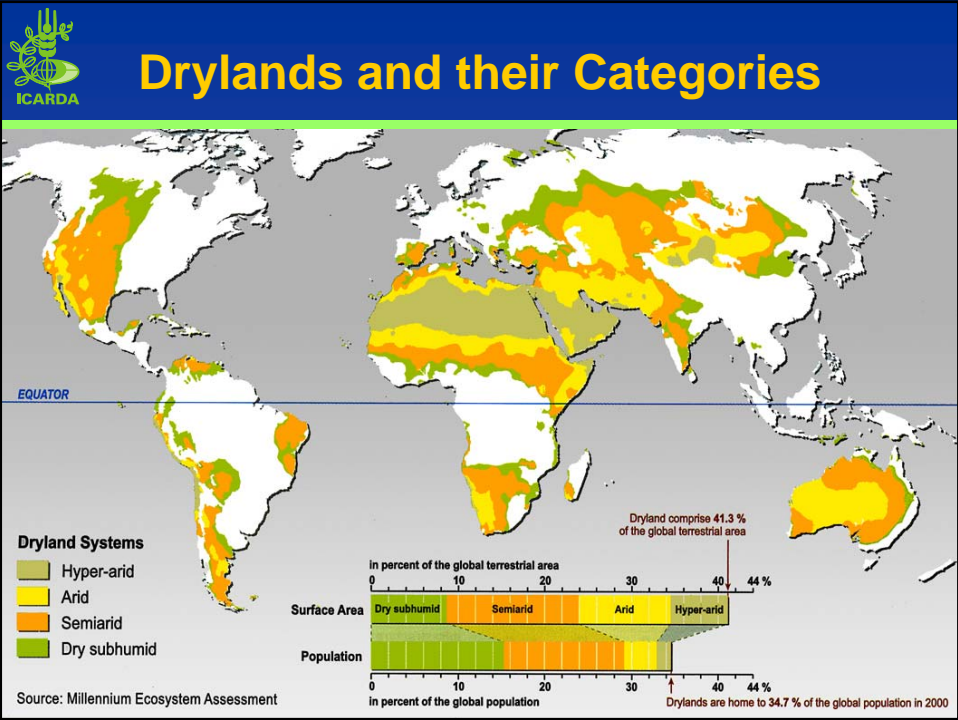 ICARDA
Drylands and their Categories
EQUATOR
Dryland Systems
Hyper-arid
Arid
Semiarid
Dry subhumid
Source: Millennium Ecosystem Assessment
Dryland comprise 41.3 %
of the global terrestrial area
in percent of the global terrestrial area
0 10 20 30 40 44 %
Surface Area Dry subhumid Semiarid Arid Hyper-arid
Population
0 10 20 30 40 44 %
in percent of the global population
Drylands are home to 34.7 % of the global population in 2000